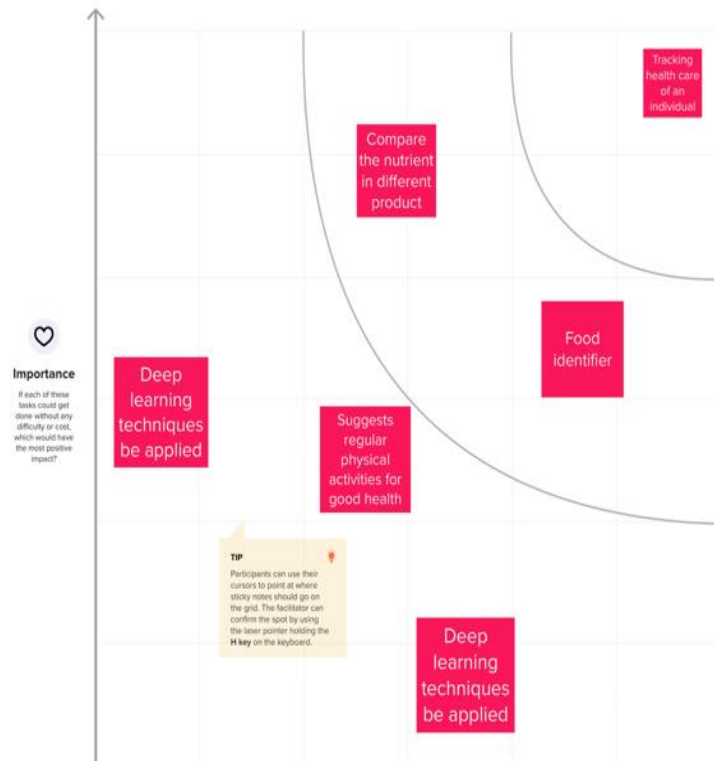 Tracking
health care
of an
individual
Compare
the nutrient
in different
product
Food
identifier
Importance
If each of these
tasks could get
done without any
difficulty or cost,
which would have
the most positive
impact?
Deep
learning
techniques
be applied
Suggests
regular
physical
activities for
good health
TIP
Participants can use their
cursors to point at where
sticky notes should go on
the grid. The facilitator can
confirm the spot by using
the laser pointer holding the
H key on the keyboard.
Deep
learning
techniques
be applied